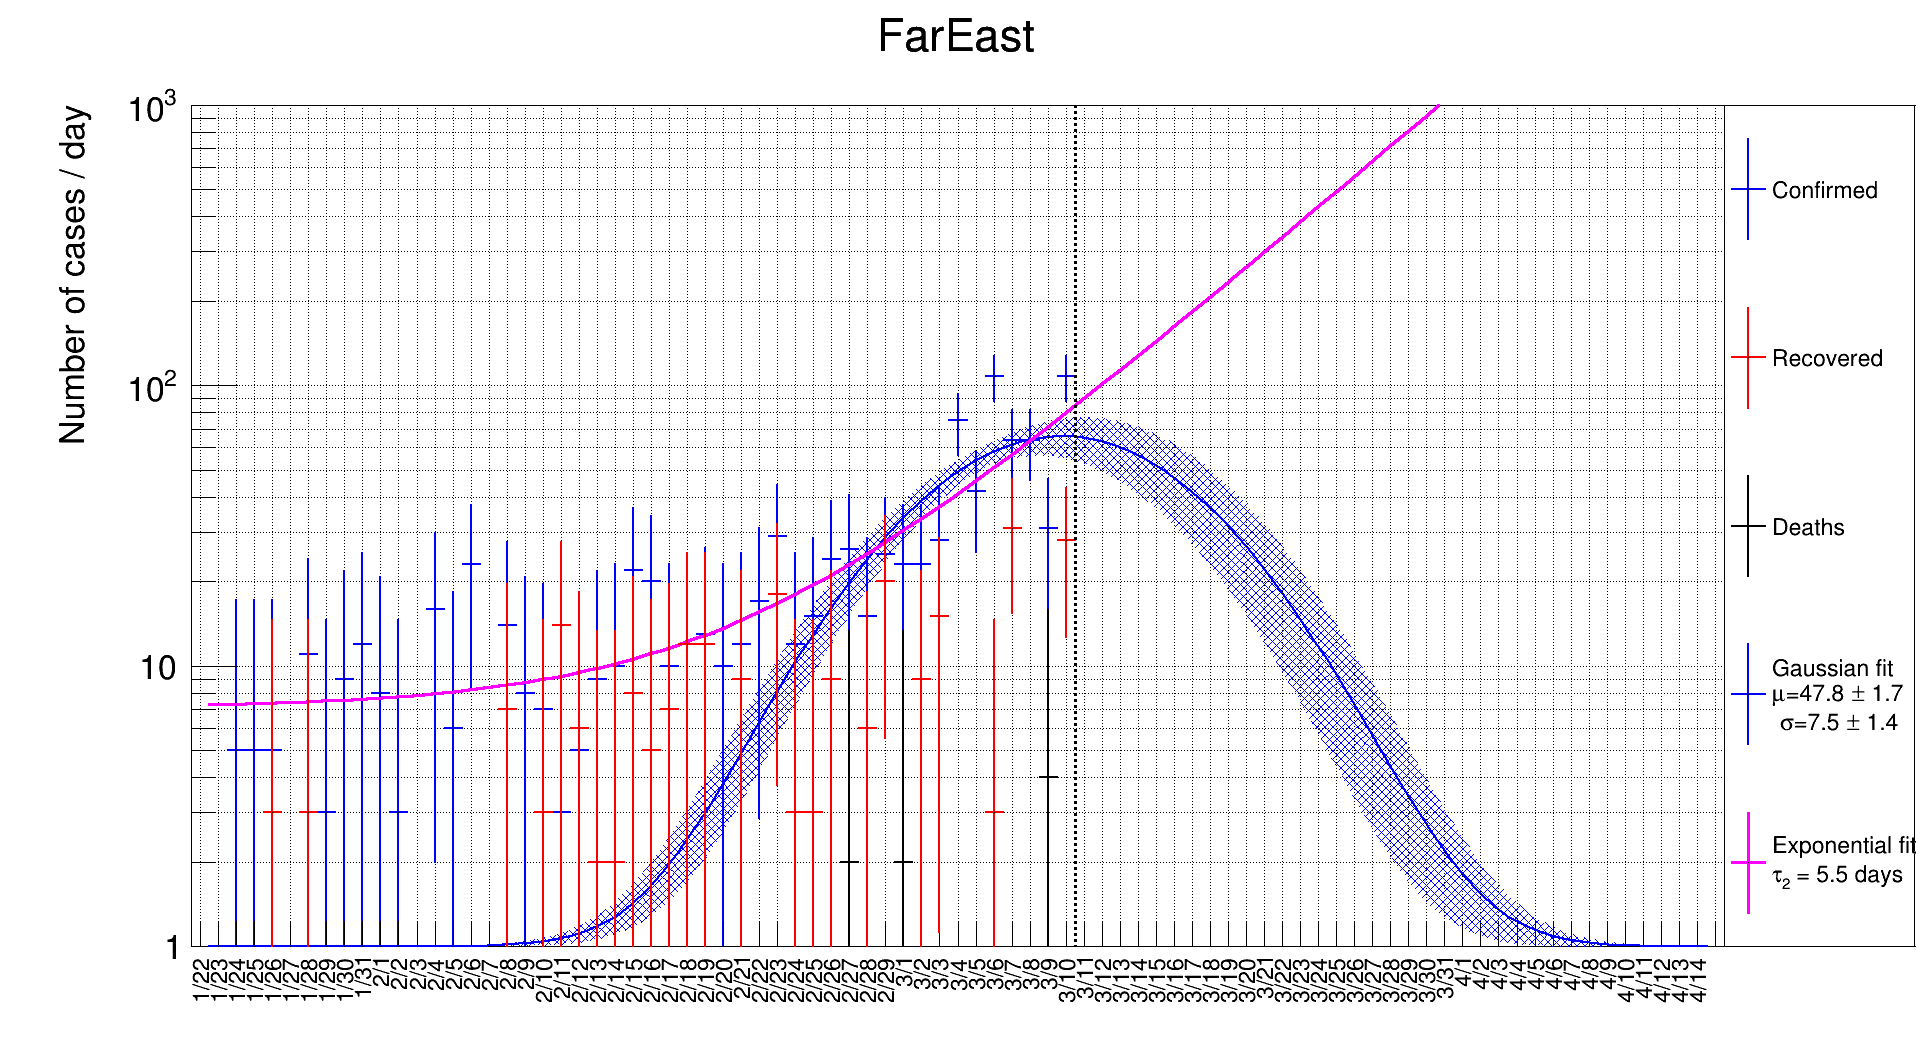 FarEast
Number of cases / day
10³
10²
10
1
1/22 1/23 1/24 1/25 1/26 1/27 1/28 1/29 1/30 1/31 2/1 2/2 2/3 2/4 2/5 2/6 2/7 2/8 2/9 2/10 2/11 2/12 2/13 2/14 2/15 2/16 2/17 2/18 2/19 2/20 2/21 2/22 2/23 2/24 2/25 2/26 2/27 2/28 2/29 3/1 3/2 3/3 3/4 3/5 3/6 3/7 3/8 3/9 3/10 3/11 3/12 3/13 3/14 3/15 3/16 3/17 3/18 3/19 3/20 3/21 3/22 3/23 3/24 3/25 3/26 3/27 3/28 3/29 3/30 3/31 4/1 4/2 4/3 4/4 4/5 4/6 4/7 4/8 4/9 4/10 4/11 4/12 4/13 4/14
Confirmed
Recovered
Deaths
Gaussian fit
μ=47.8 ± 1.7
σ=7.5 ± 1.4
Exponential fit
τ₂ = 5.5 days